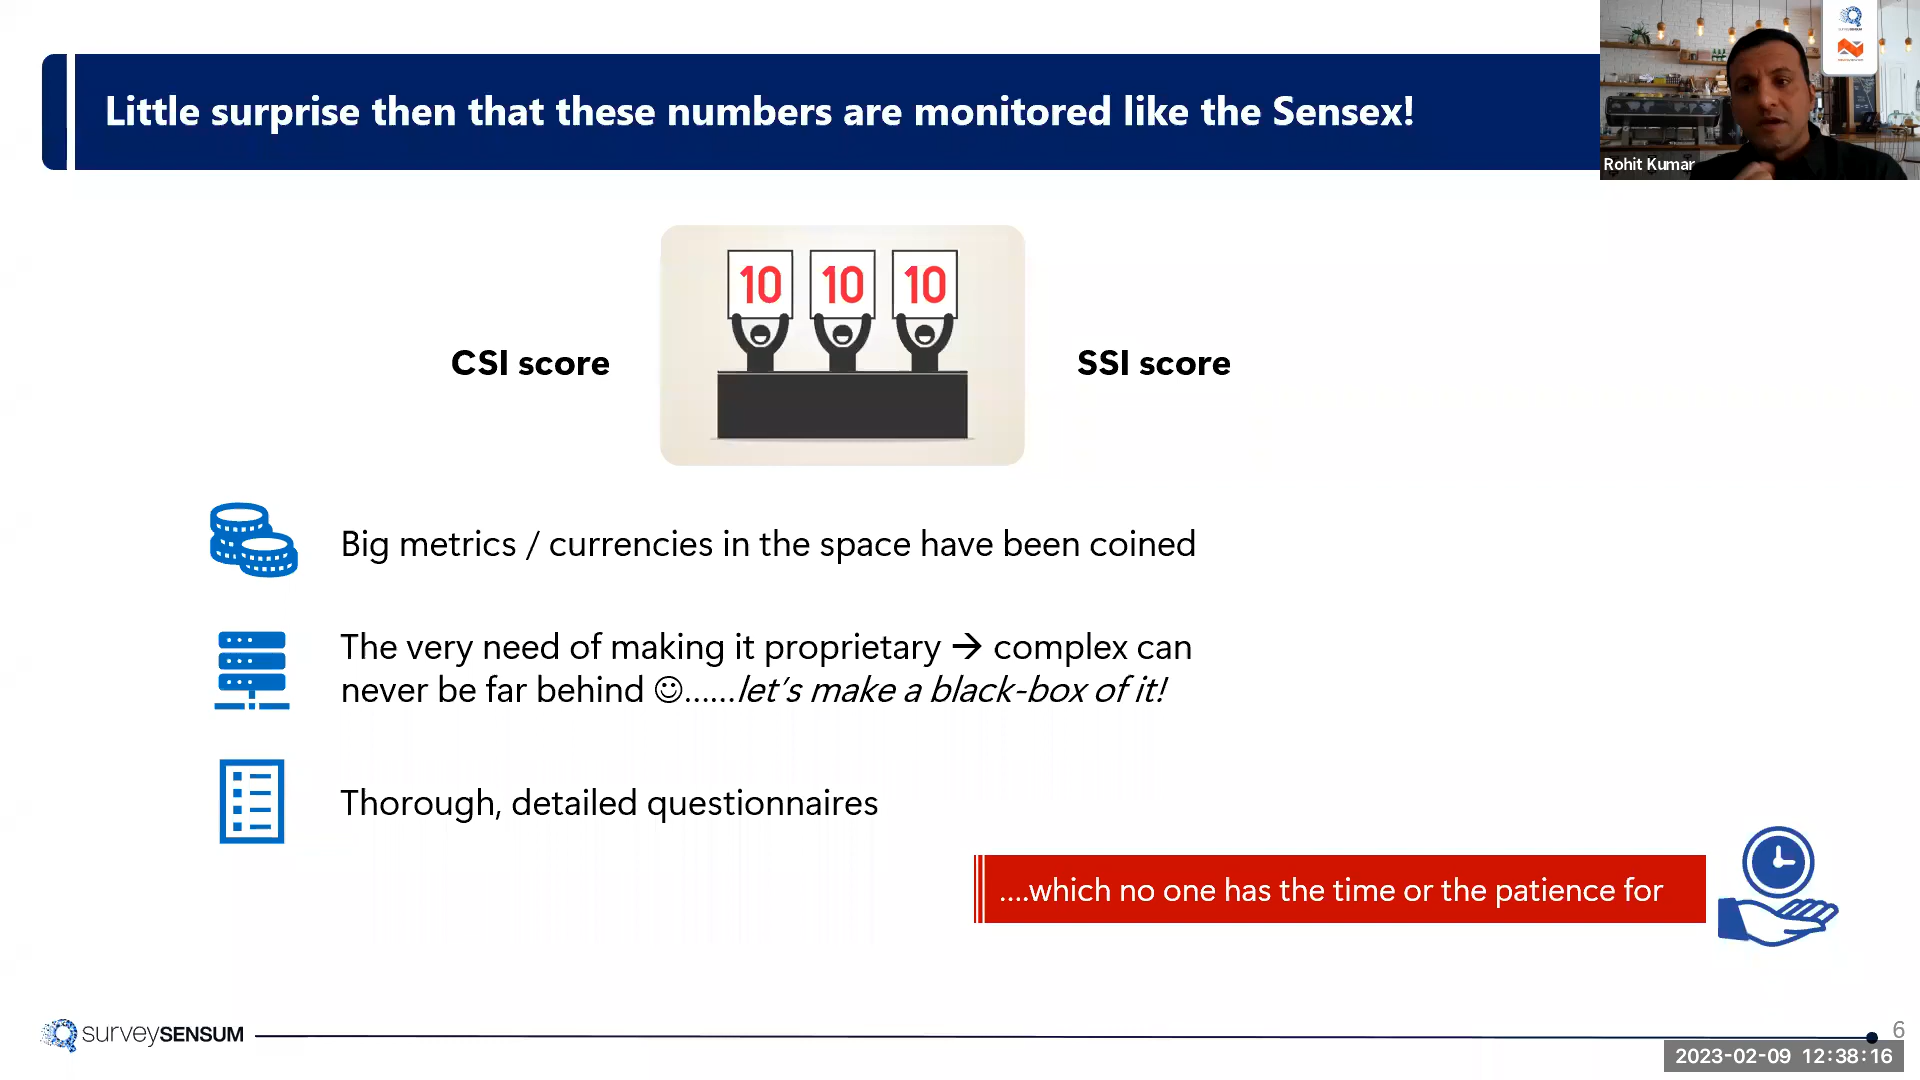 Little surprise then that these numbers are monitored like the Sensex!
Rohit Kumar
10 10 10
CSI score
SSI score
Big metrics / currencies in the space have been coined
The very need of making it proprietary → complex can
never be far behind ☺......let's make a black-box of it!
Thorough, detailed questionnaires
....which no one has the time or the patience for
surveySENSUM
6
2023-02-09 12:38:16